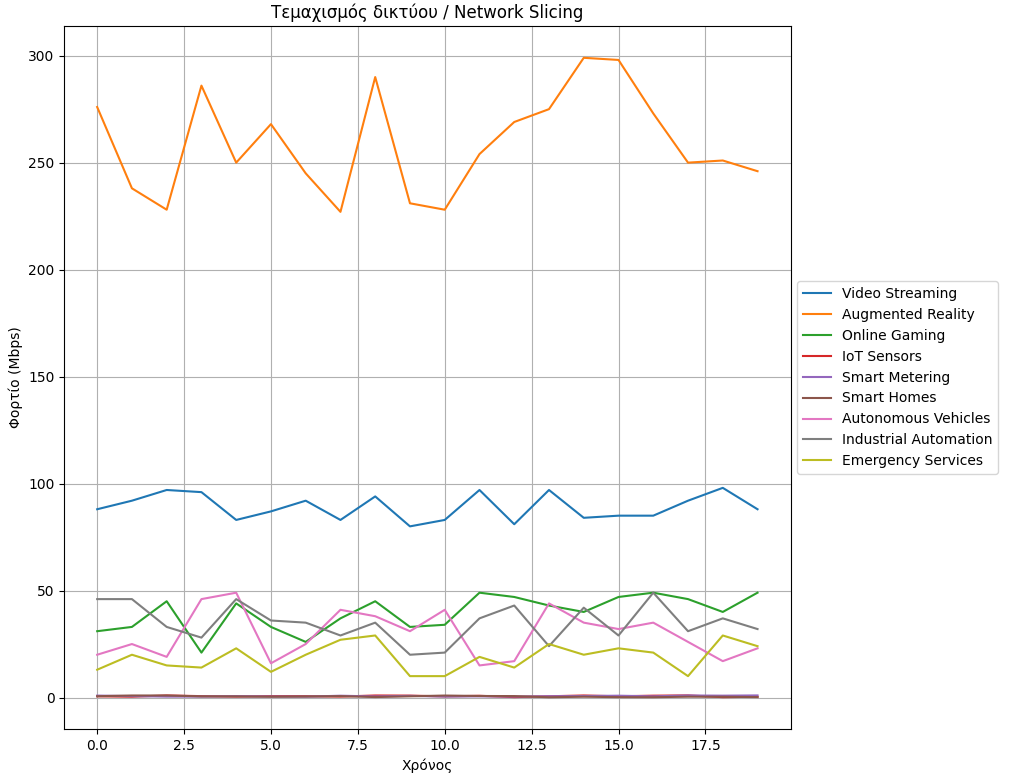 Τεμαχισμός δικτύου / Network Slicing
Φορτίο (Mbps)
300
250
200
150
100
50
0
0.0 2.5 5.0 7.5 10.0 12.5 15.0 17.5
Χρόνος
Video Streaming
Augmented Reality
Online Gaming
IoT Sensors
Smart Metering
Smart Homes
Autonomous Vehicles
Industrial Automation
Emergency Services